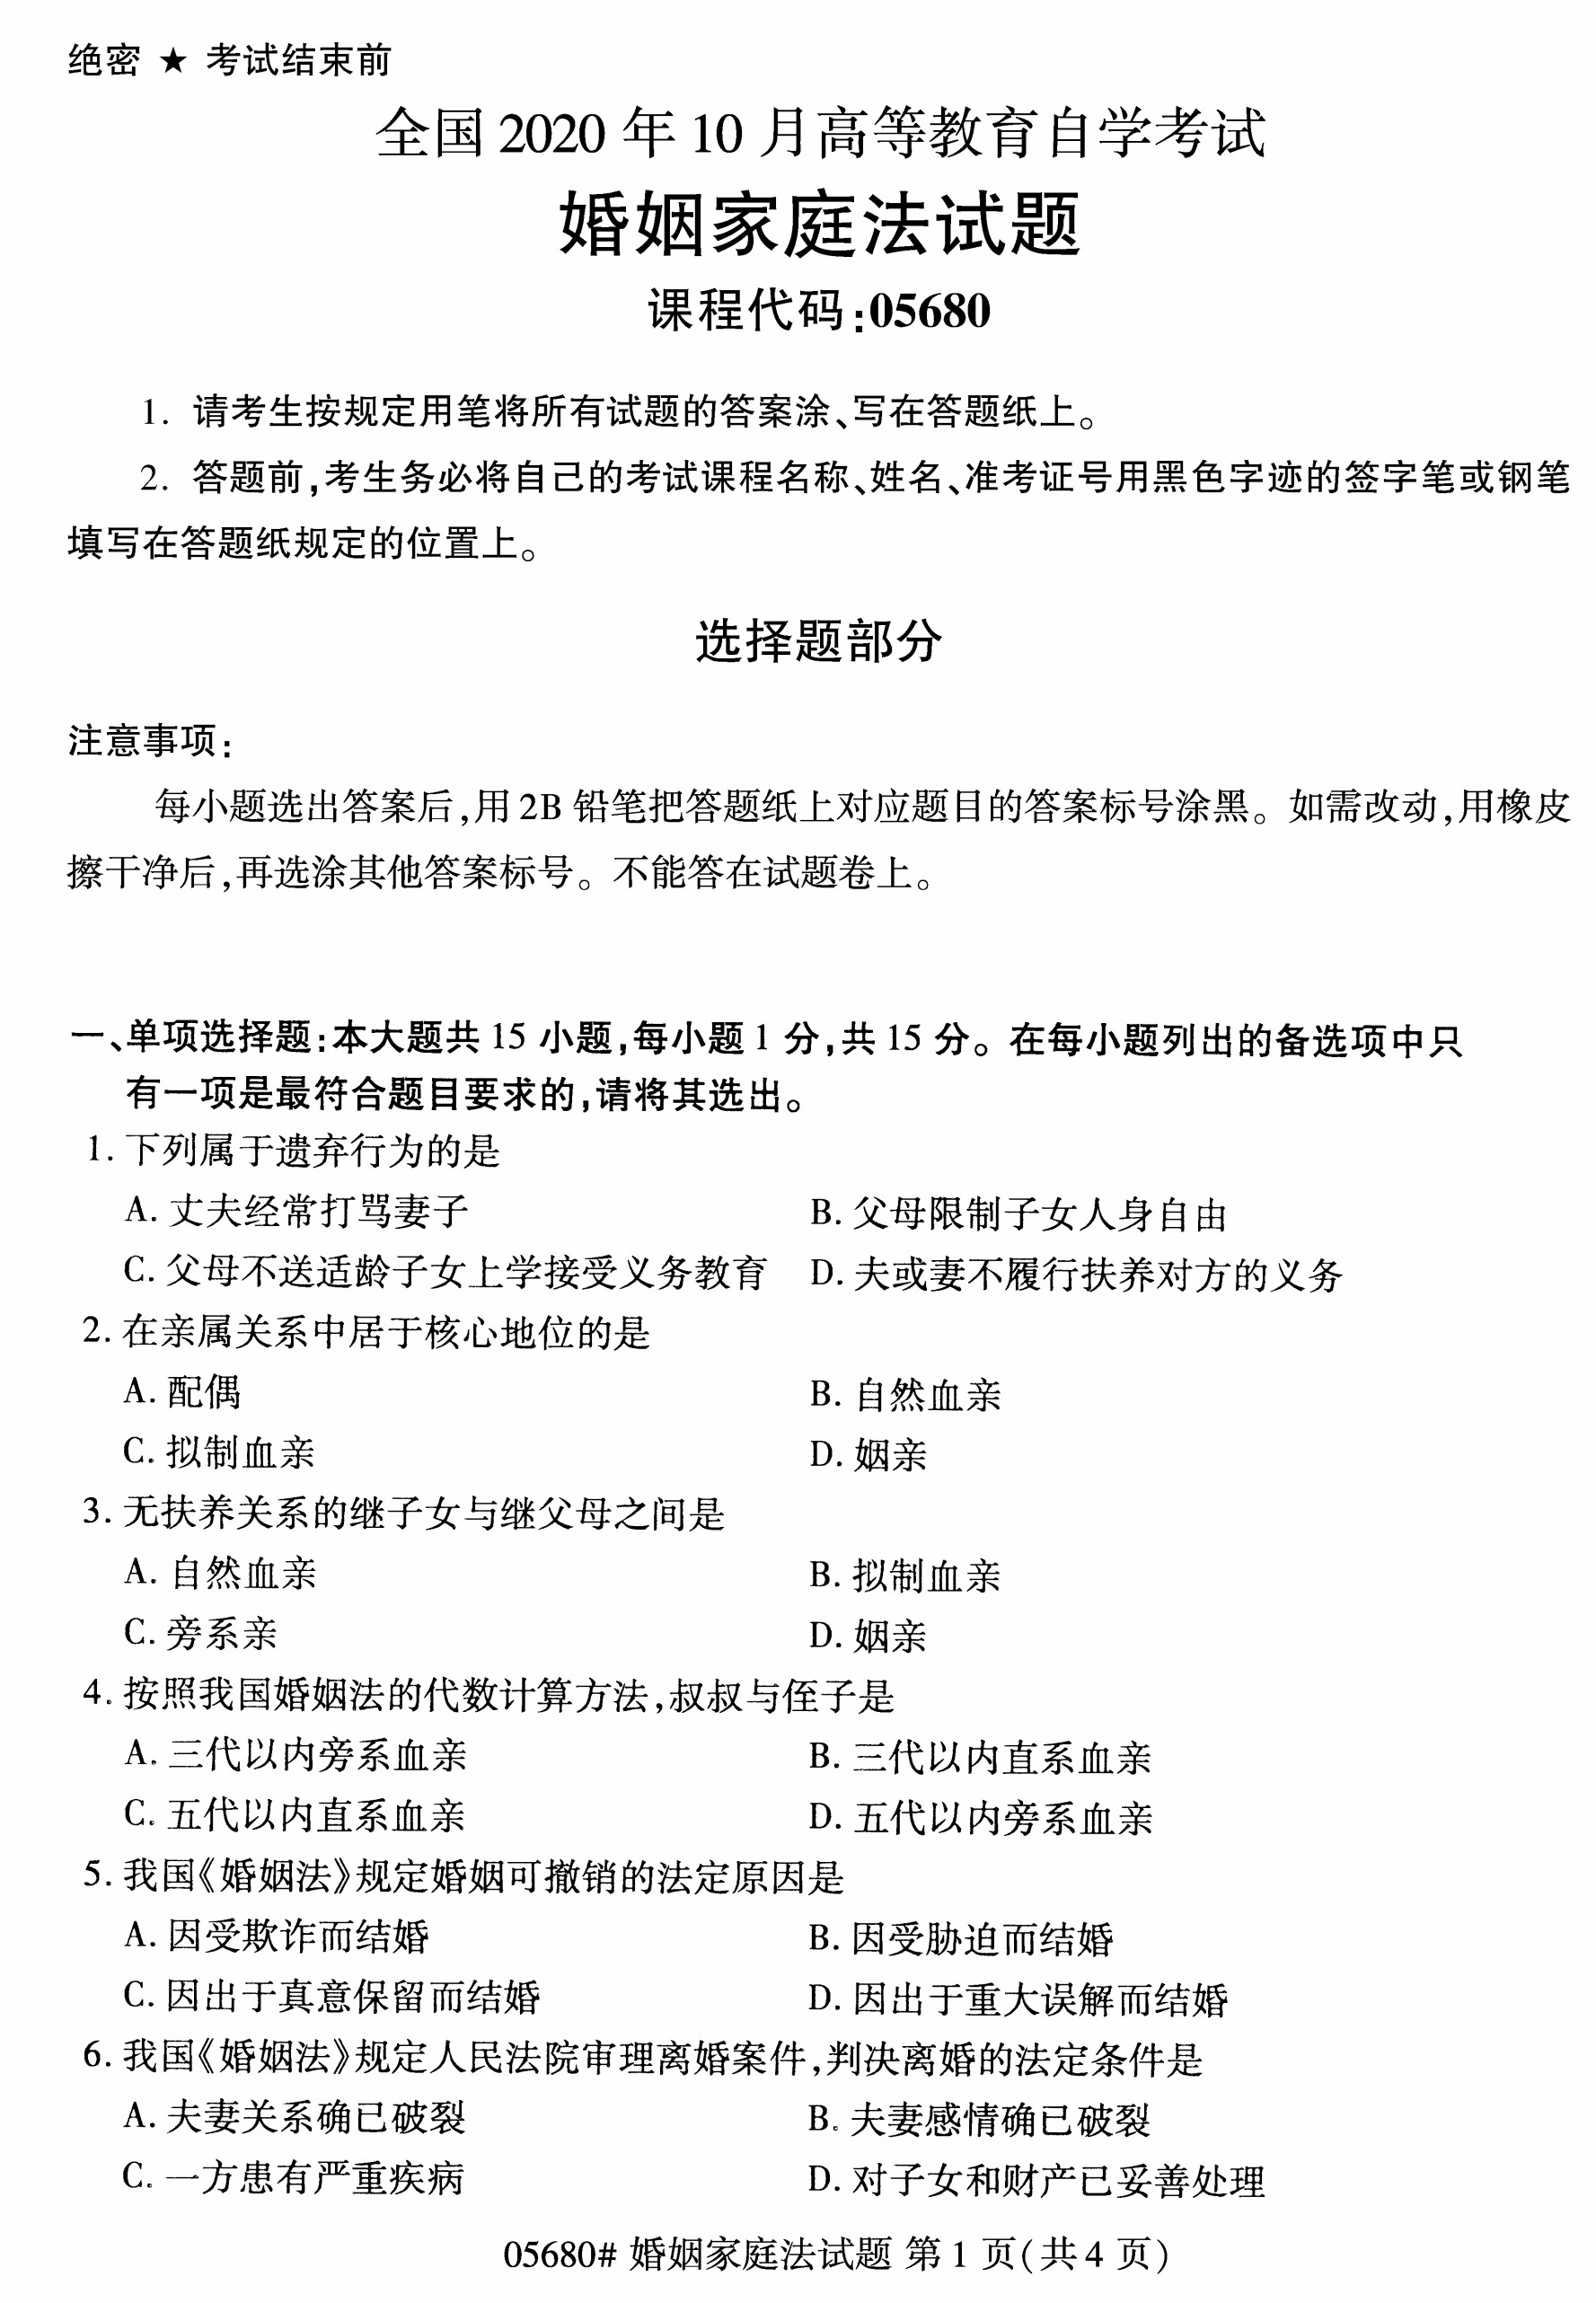 绝密 ★ 考试结束前
全国 2020 年 10 月高等教育自学考试
婚姻家庭法试题
课程代码:05680
1. 请考生按规定用笔将所有试题的答案涂、写在答题纸上。
2. 答题前,考生务必将自己的考试课程名称、姓名、准考证号用黑色字迹的签字笔或钢笔
填写在答题纸规定的位置上。
选择题部分
注意事项:
每小题选出答案后,用 2B 铅笔把答题纸上对应题目的答案标号涂黑。如需改动,用橡皮
擦干净后,再选涂其他答案标号。不能答在试题卷上。
一、单项选择题:本大题共 15 小题,每小题 1 分,共 15 分。在每小题列出的备选项中只
有一项是最符合题目要求的,请将其选出。
1. 下列属于遗弃行为的是
A. 丈夫经常打骂妻子 B. 父母限制子女人身自由
C. 父母不送适龄子女上学接受义务教育 D. 夫或妻不履行扶养对方的义务
2. 在亲属关系中居于核心地位的是
A. 配偶 B. 自然血亲
C. 拟制血亲 D. 姻亲
3. 无扶养关系的继子女与继父母之间是
A. 自然血亲 B. 拟制血亲
C. 旁系亲 D. 姻亲
4. 按照我国婚姻法的代数计算方法,叔叔与侄子是
A. 三代以内旁系血亲 B. 三代以内直系血亲
C. 五代以内直系血亲 D. 五代以内旁系血亲
5. 我国《婚姻法》规定婚姻可撤销的法定原因是
A. 因受欺诈而结婚 B. 因受胁迫而结婚
C. 因出于真意保留而结婚 D. 因出于重大误解而结婚
6. 我国《婚姻法》规定人民法院审理离婚案件,判决离婚的法定条件是
A. 夫妻关系确已破裂 B. 夫妻感情确已破裂
C. 一方患有严重疾病 D. 对子女和财产已妥善处理
05680# 婚姻家庭法试题 第 1 页(共 4 页)